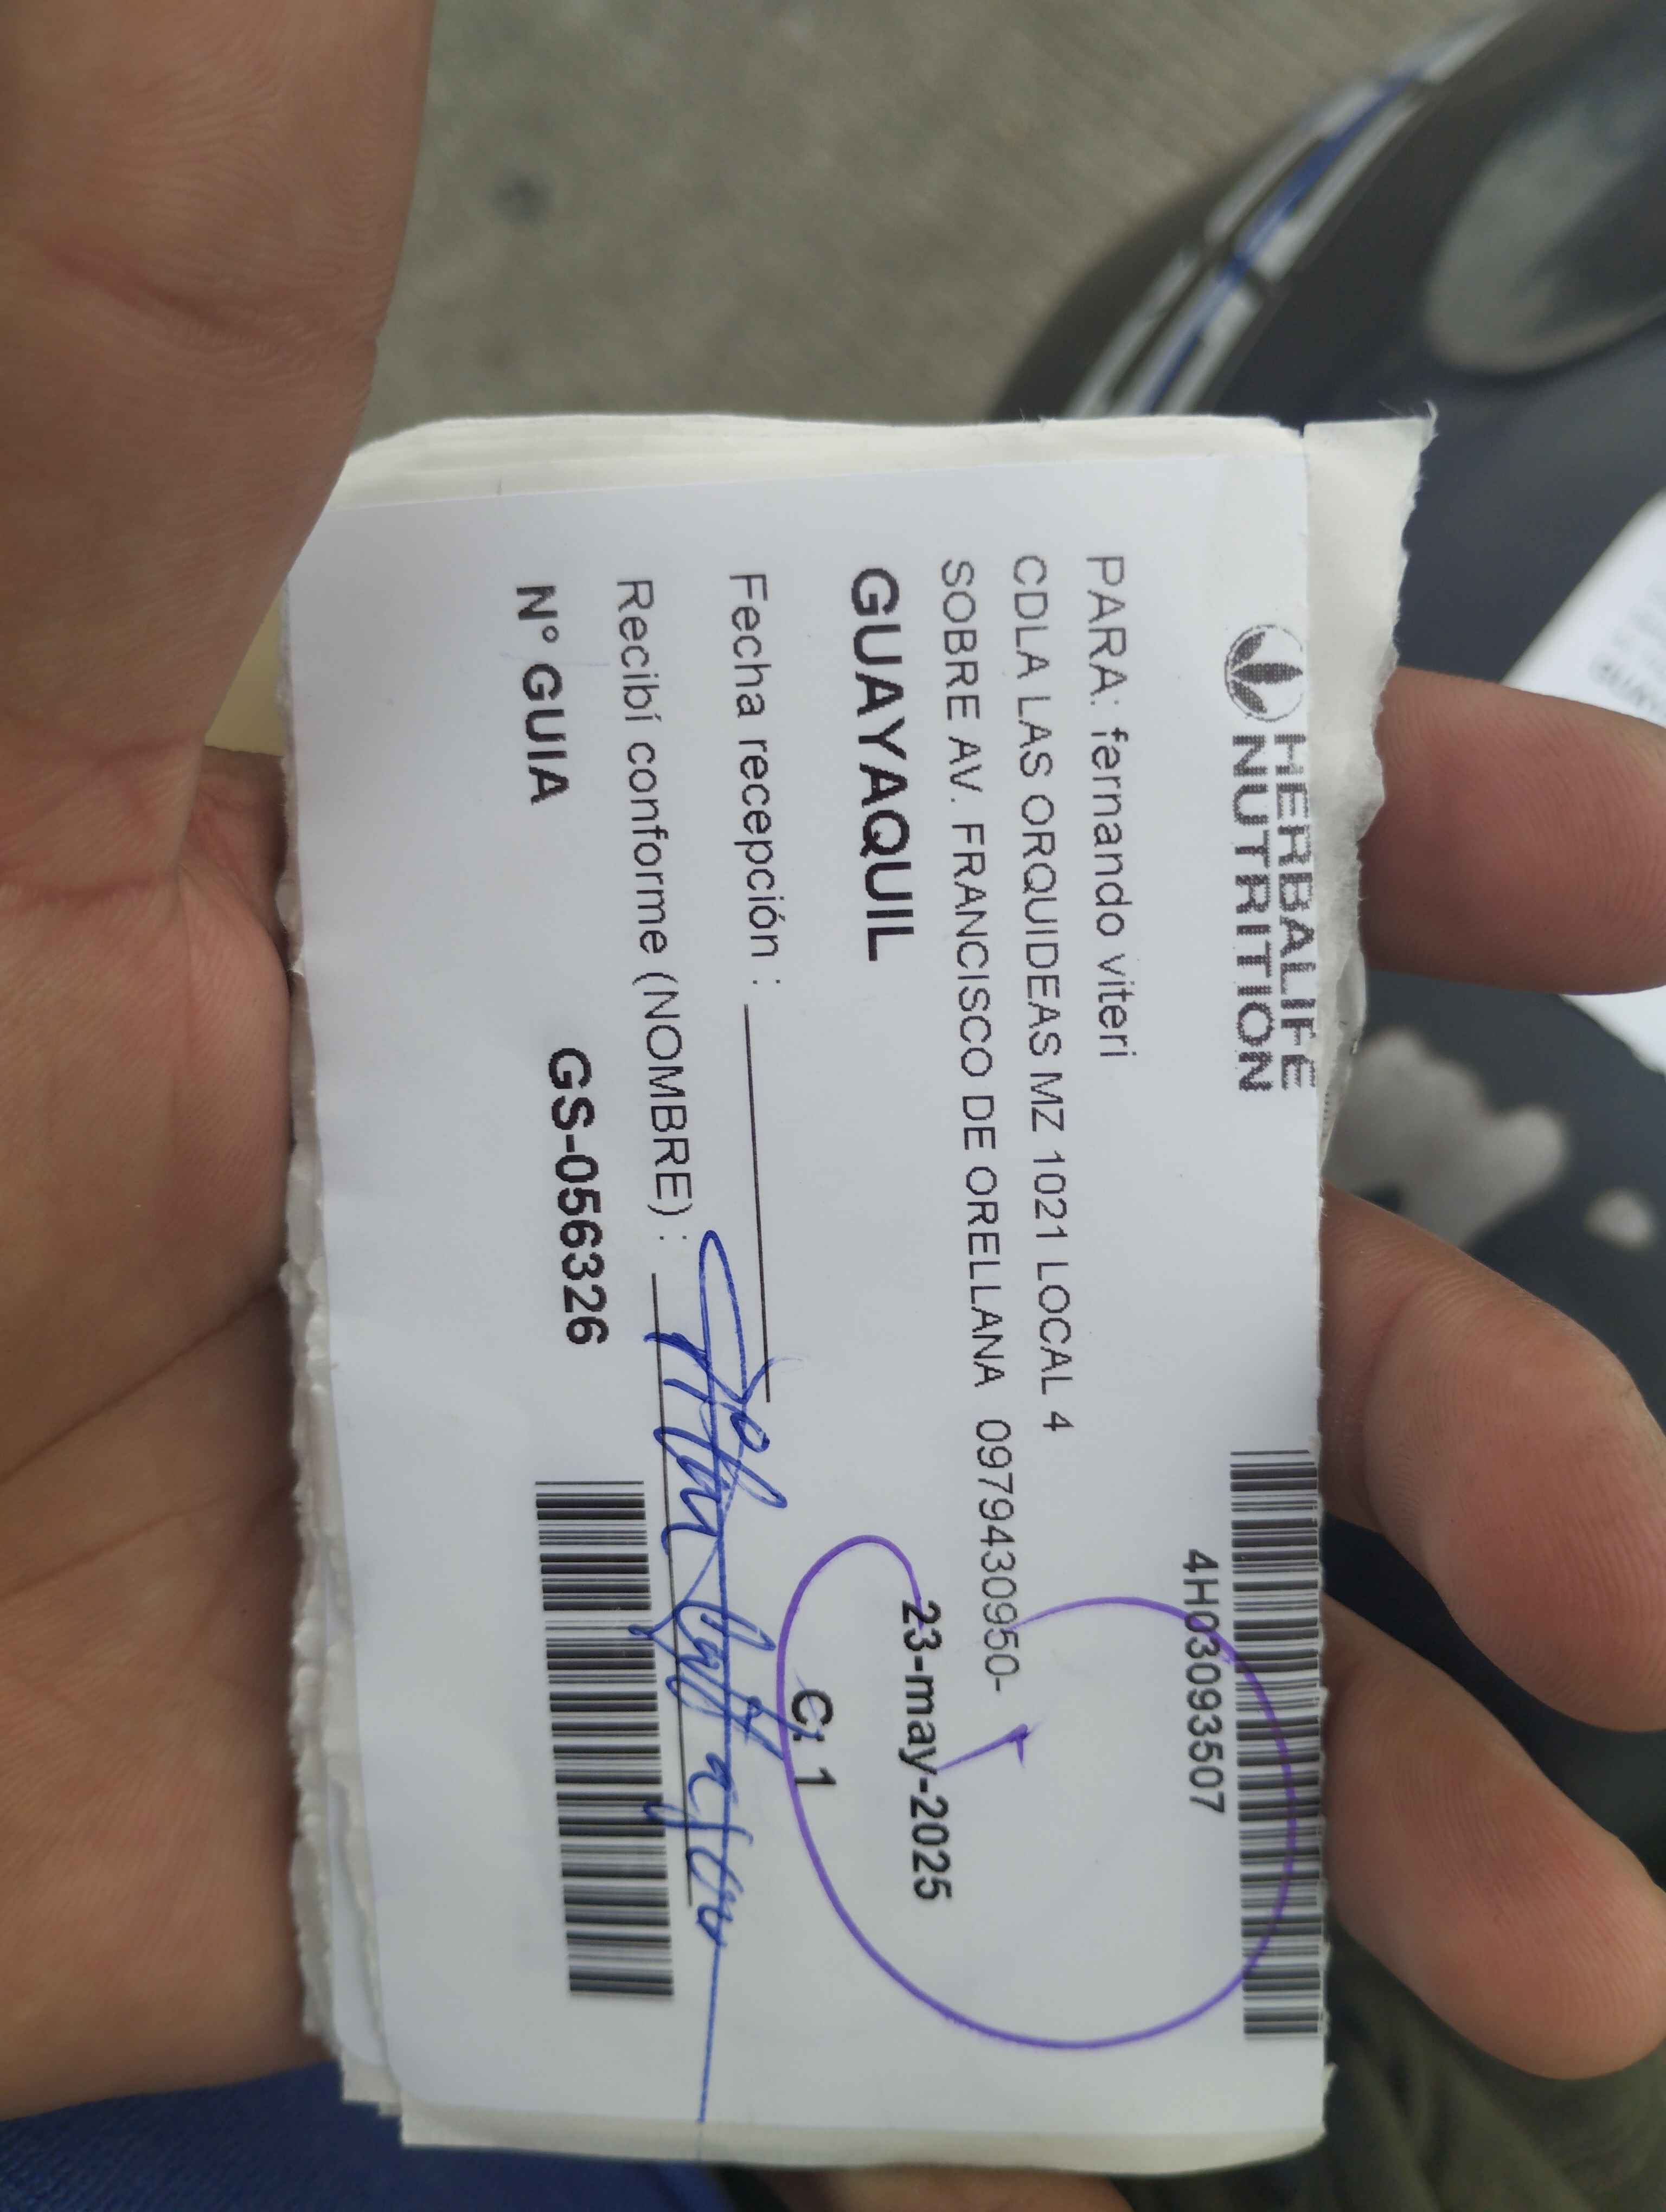 HERBALIFE
NUTRITION
4H03093507
PARA: fernando viteri
CDLA LAS ORQUIDEAS MZ 1021 LOCAL 4
SOBRE AV. FRANCISCO DE ORELLANA 0979430950-
GUAYAQUIL
23-may-2025
Fecha recepción :
C: 1
Recibí conforme (NOMBRE) :
N° GUIA
GS-056326